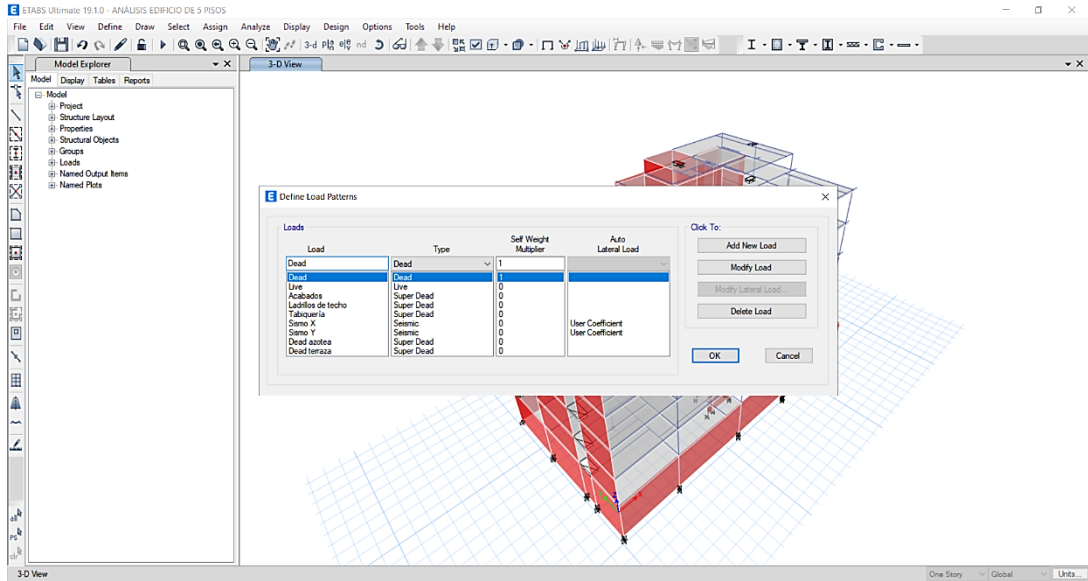 ETABS Ultimate 19.1.0 - ANÁLISIS EDIFICIO DE 5 PISOS
File Edit View Define Draw Select Assign Analyze Display Design Options Tools Help
3-d
nd
Model Explorer
3-D View
Model Display Tables Reports
Model
Project
Structure Layout
Properties
Structural Objects
Groups
Loads
Named Output Items
Named Plots
Define Load Patterns
Loads
Click To:
Load Type Self Weight Multiplier Auto Lateral Load
Dead Dead 1
Dead Dead 1
Live Live 0
Acabados Super Dead 0
Ladrillos de techo Super Dead 0
Tabiquería Super Dead 0
Sismo X Seismic 0 User Coefficient
Sismo Y Seismic 0 User Coefficient
Dead azotea Super Dead 0
Dead terraza Super Dead 0
Add New Load
Modify Load
Modify Lateral Load...
Delete Load
OK Cancel
all
ps
clr
3-D View
One Story Global Units...